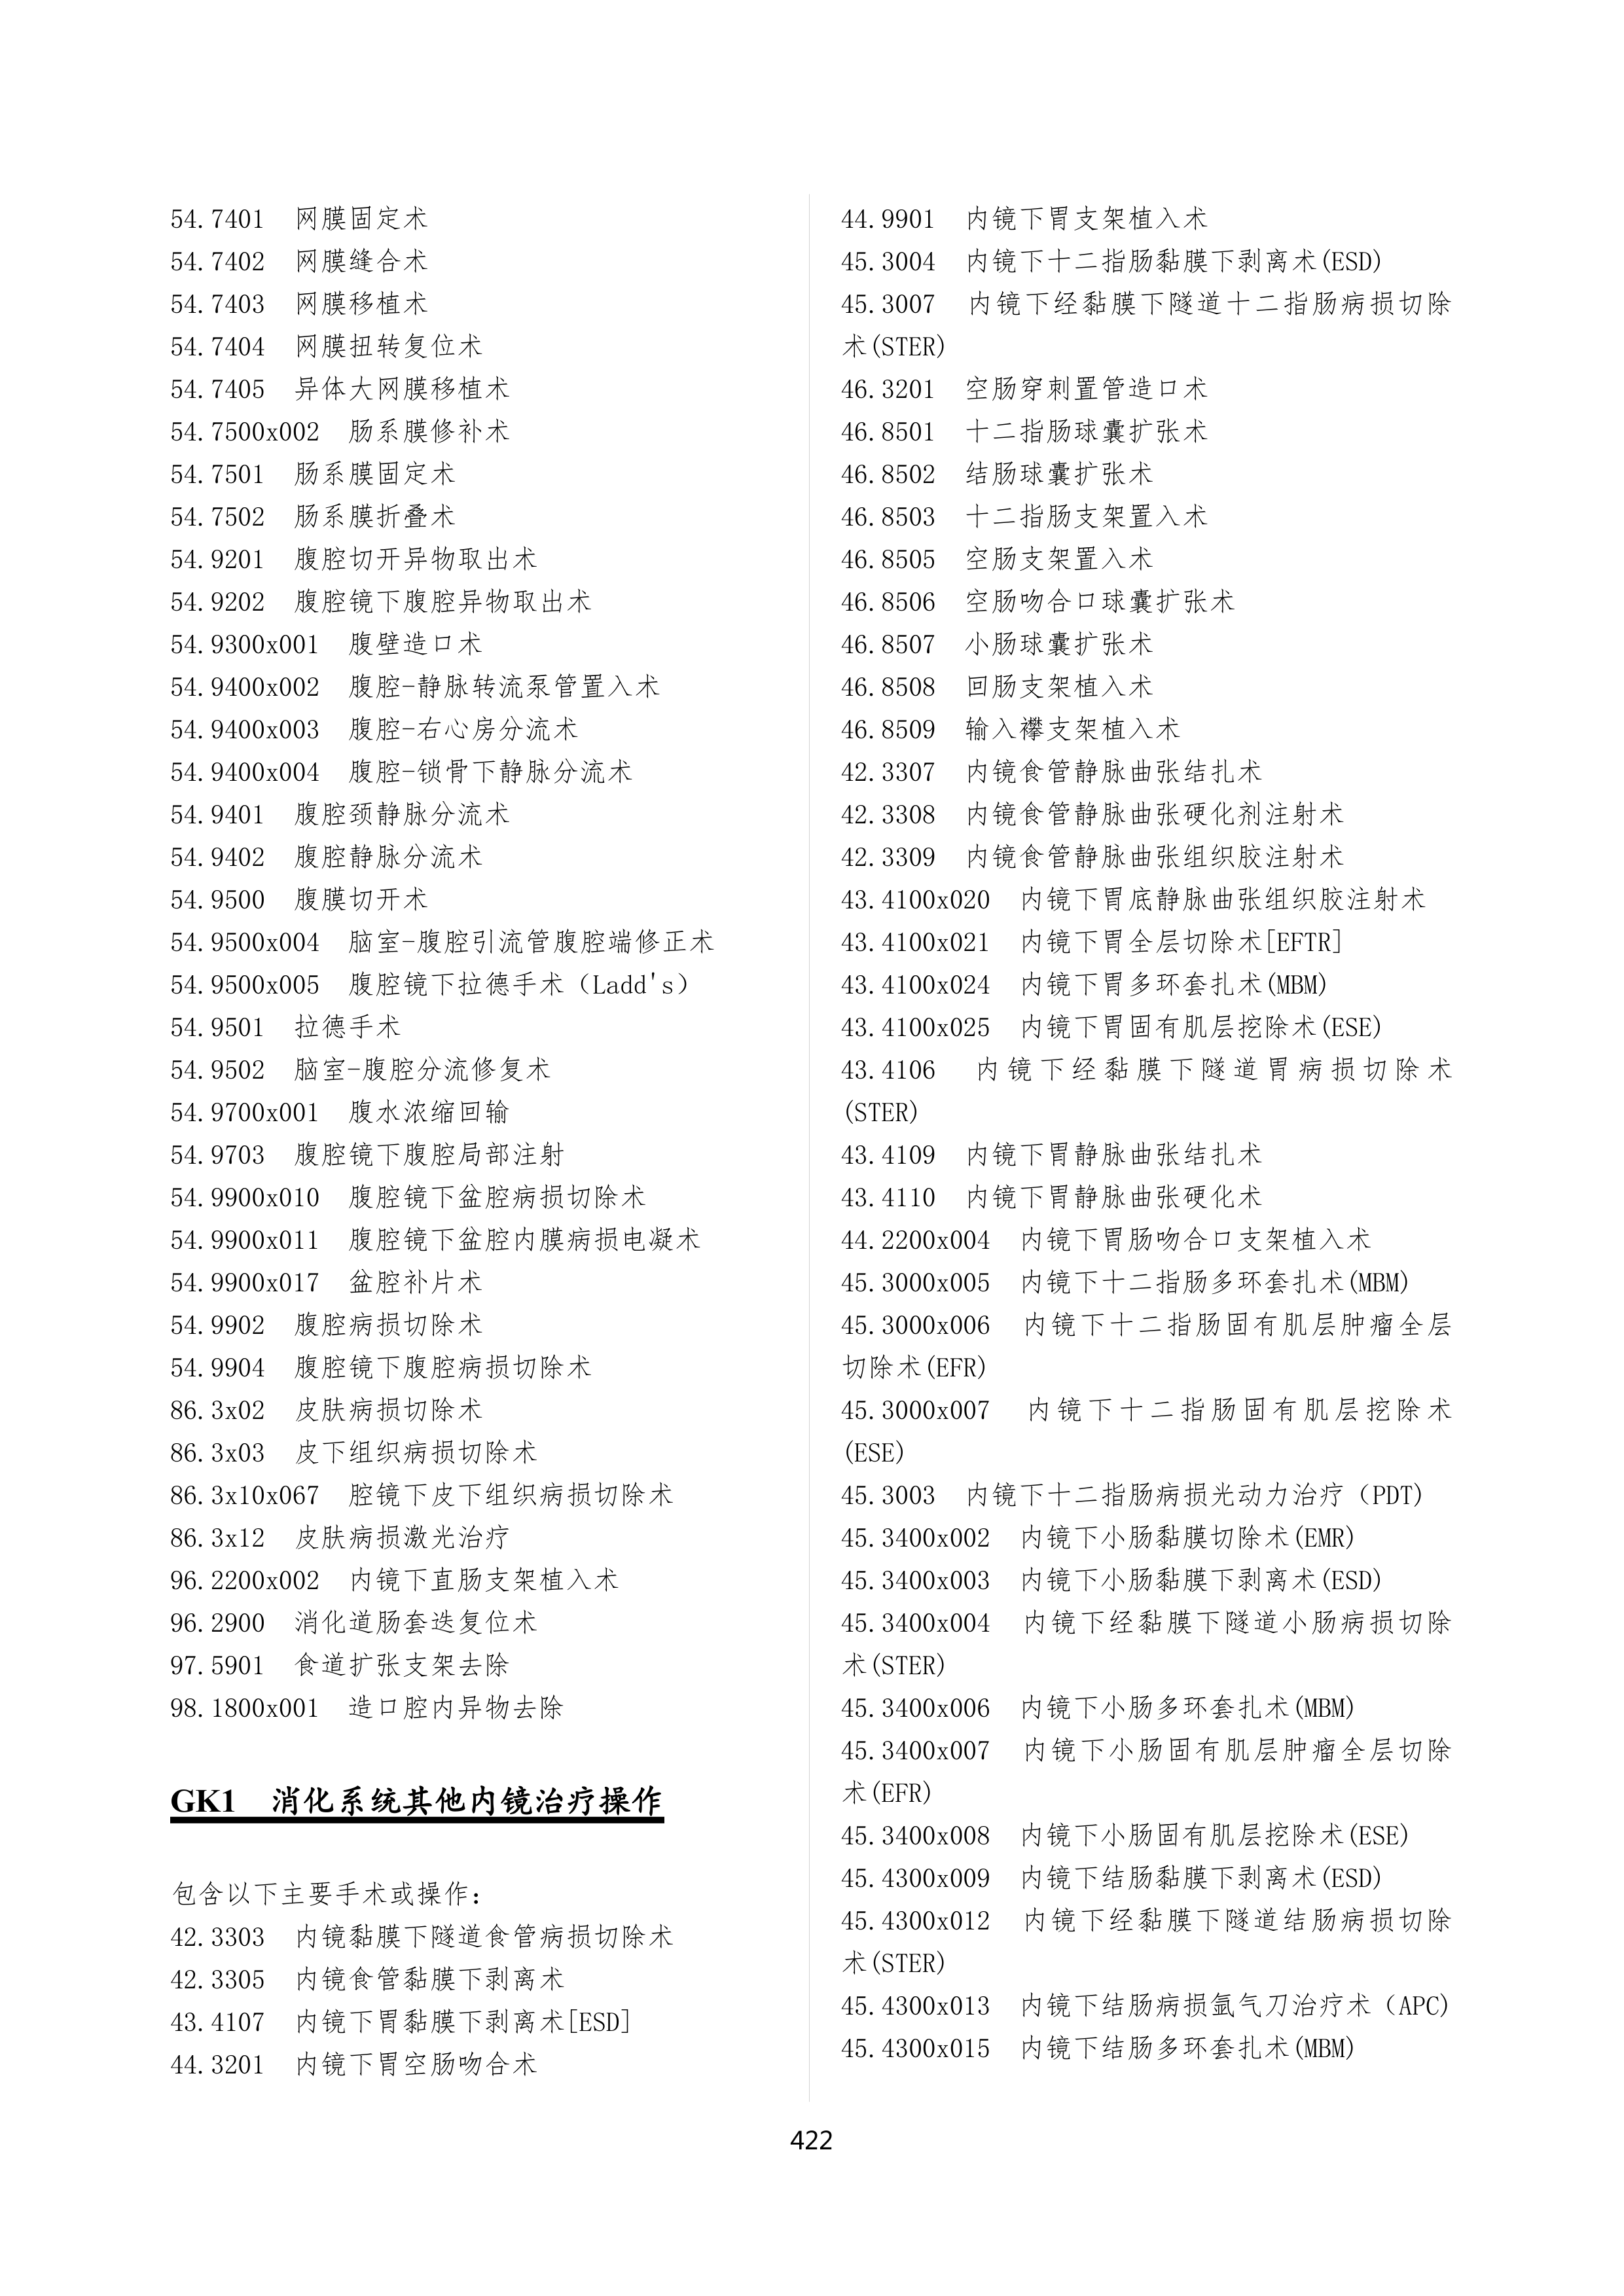 54.7401 网膜固定术
54.7402 网膜缝合术
54.7403 网膜移植术
54.7404 网膜扭转复位术
54.7405 异体大网膜移植术
54.7500x002 肠系膜修补术
54.7501 肠系膜固定术
54.7502 肠系膜折叠术
54.9201 腹腔切开异物取出术
54.9202 腹腔镜下腹腔异物取出术
54.9300x001 腹壁造口术
54.9400x002 腹腔-静脉转流泵管置入术
54.9400x003 腹腔-右心房分流术
54.9400x004 腹腔-锁骨下静脉分流术
54.9401 腹腔颈静脉分流术
54.9402 腹腔静脉分流术
54.9500 腹膜切开术
54.9500x004 脑室-腹腔引流管腹腔端修正术
54.9500x005 腹腔镜下拉德手术（Ladd's）
54.9501 拉德手术
54.9502 脑室-腹腔分流修复术
54.9700x001 腹水浓缩回输
54.9703 腹腔镜下腹腔局部注射
54.9900x010 腹腔镜下盆腔病损切除术
54.9900x011 腹腔镜下盆腔内膜病损电凝术
54.9900x017 盆腔补片术
54.9902 腹腔病损切除术
54.9904 腹腔镜下腹腔病损切除术
86.3x02 皮肤病损切除术
86.3x03 皮下组织病损切除术
86.3x10x067 腔镜下皮下组织病损切除术
86.3x12 皮肤病损激光治疗
96.2200x002 内镜下直肠支架植入术
96.2900 消化道肠套迭复位术
97.5901 食道扩张支架去除
98.1800x001 造口腔内异物去除
GK1 消化系统其他内镜治疗操作
包含以下主要手术或操作：
42.3303 内镜黏膜下隧道食管病损切除术
42.3305 内镜食管黏膜下剥离术
43.4107 内镜下胃黏膜下剥离术[ESD]
44.3201 内镜下胃空肠吻合术
44.9901 内镜下胃支架植入术
45.3004 内镜下十二指肠黏膜下剥离术(ESD)
45.3007 内镜下经黏膜下隧道十二指肠病损切除
术(STER)
46.3201 空肠穿刺置管造口术
46.8501 十二指肠球囊扩张术
46.8502 结肠球囊扩张术
46.8503 十二指肠支架置入术
46.8505 空肠支架置入术
46.8506 空肠吻合口球囊扩张术
46.8507 小肠球囊扩张术
46.8508 回肠支架植入术
46.8509 输入襻支架植入术
42.3307 内镜食管静脉曲张结扎术
42.3308 内镜食管静脉曲张硬化剂注射术
42.3309 内镜食管静脉曲张组织胶注射术
43.4100x020 内镜下胃底静脉曲张组织胶注射术
43.4100x021 内镜下胃全层切除术[EFTR]
43.4100x024 内镜下胃多环套扎术(MBM)
43.4100x025 内镜下胃固有肌层挖除术(ESE)
43.4106 内镜下经黏膜下隧道胃病损切除术
(STER)
43.4109 内镜下胃静脉曲张结扎术
43.4110 内镜下胃静脉曲张硬化术
44.2200x004 内镜下胃肠吻合口支架植入术
45.3000x005 内镜下十二指肠多环套扎术(MBM)
45.3000x006 内镜下十二指肠固有肌层肿瘤全层
切除术(EFR)
45.3000x007 内镜下十二指肠固有肌层挖除术
(ESE)
45.3003 内镜下十二指肠病损光动力治疗（PDT)
45.3400x002 内镜下小肠黏膜切除术(EMR)
45.3400x003 内镜下小肠黏膜下剥离术(ESD)
45.3400x004 内镜下经黏膜下隧道小肠病损切除
术(STER)
45.3400x006 内镜下小肠多环套扎术(MBM)
45.3400x007 内镜下小肠固有肌层肿瘤全层切除
术(EFR)
45.3400x008 内镜下小肠固有肌层挖除术(ESE)
45.4300x009 内镜下结肠黏膜下剥离术(ESD)
45.4300x012 内镜下经黏膜下隧道结肠病损切除
术(STER)
45.4300x013 内镜下结肠病损氩气刀治疗术（APC)
45.4300x015 内镜下结肠多环套扎术(MBM)
422